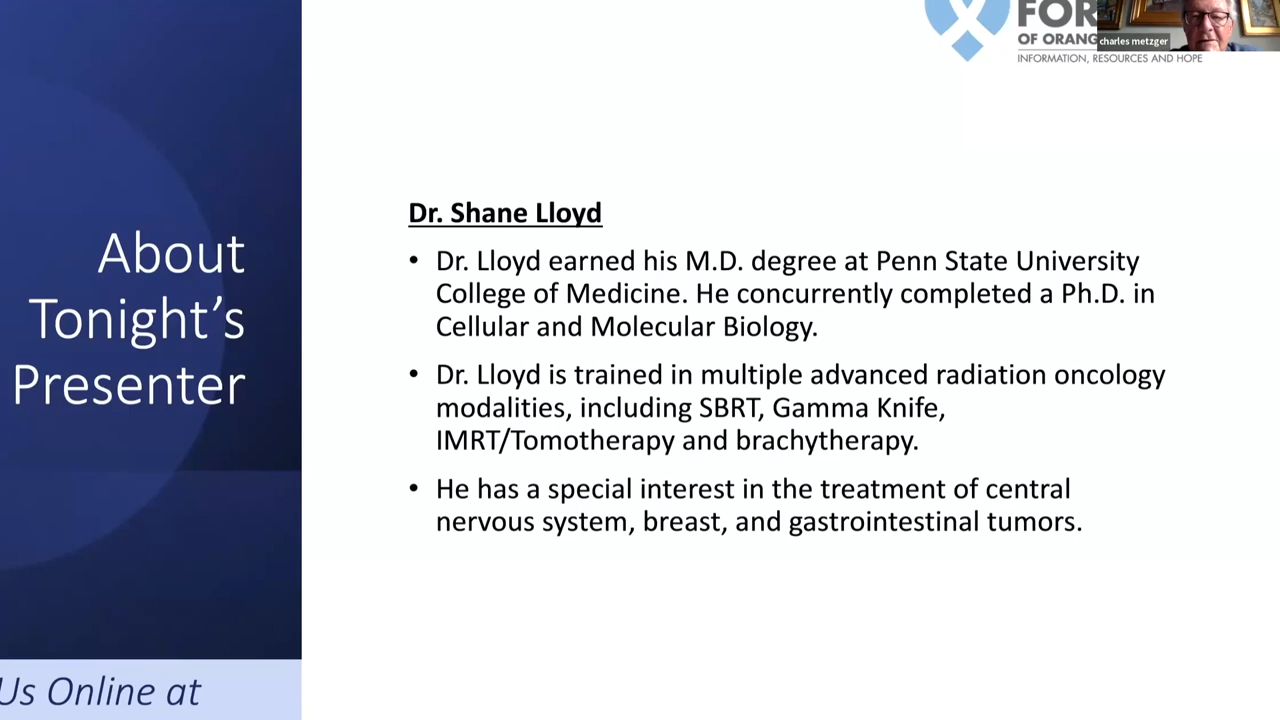 FOR
OF ORANG
INFORMATION, RESOURCES AND HOPE
charles metzger
About
Tonight’s
Presenter
Us Online at
Dr. Shane Lloyd
• Dr. Lloyd earned his M.D. degree at Penn State University
College of Medicine. He concurrently completed a Ph.D. in
Cellular and Molecular Biology.
• Dr. Lloyd is trained in multiple advanced radiation oncology
modalities, including SBRT, Gamma Knife,
IMRT/Tomotherapy and brachytherapy.
• He has a special interest in the treatment of central
nervous system, breast, and gastrointestinal tumors.